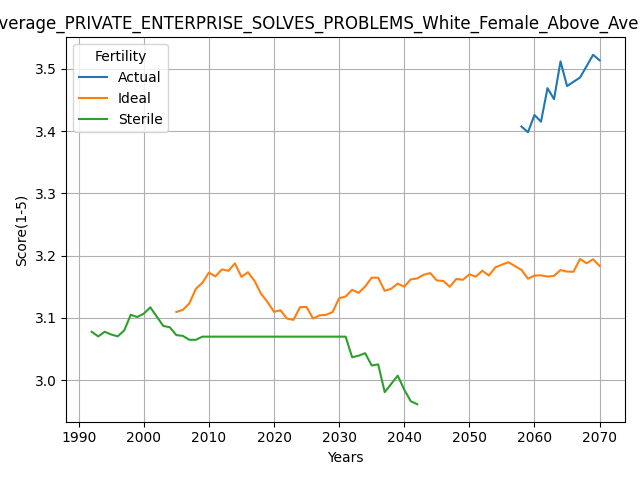 verage_PRIVATE_ENTERPRISE_SOLVES_PROBLEMS_White_Female_Above_Ave
Fertility
Actual
Ideal
Sterile
3.5
3.4
3.3
3.2
3.1
3.0
Score(1-5)
1990 2000 2010 2020 2030 2040 2050 2060 2070
Years